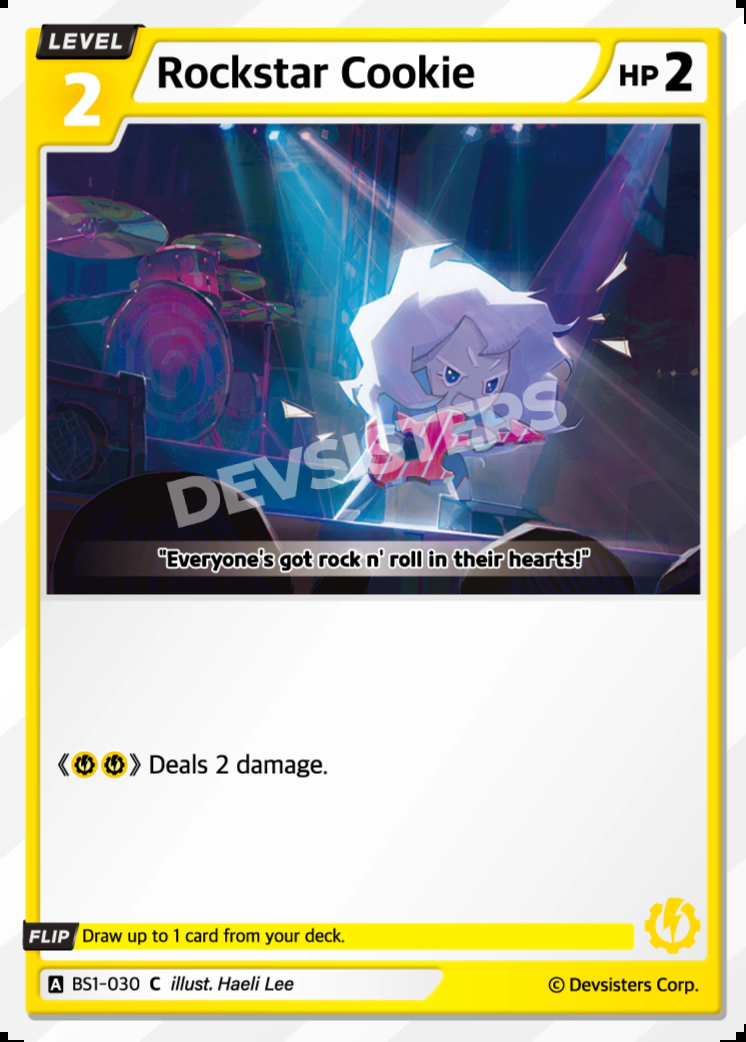 LEVEL
2
Rockstar Cookie
HP 2
DEVSISTERS
"Everyone's got rock n' roll in their hearts!"
《 》 Deals 2 damage.
FLIP Draw up to 1 card from your deck.
A BS1-030 C illust. Haeli Lee
© Devsisters Corp.